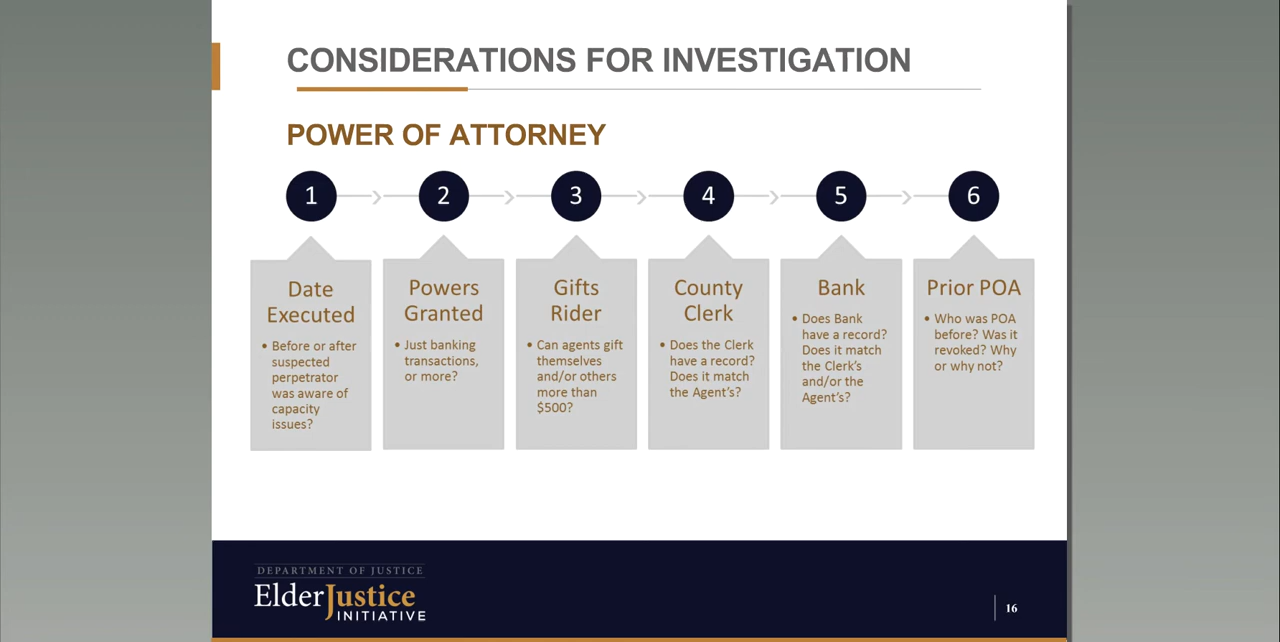 CONSIDERATIONS FOR INVESTIGATION
POWER OF ATTORNEY
1
2
3
4
5
6
Date
Executed
• Before or after
suspected
perpetrator
was aware of
capacity
issues?
Powers
Granted
• Just banking
transactions,
or more?
Gifts
Rider
• Can agents gift
themselves
and/or others
more than
$500?
County
Clerk
• Does the Clerk
have a record?
Does it match
the Agent's?
Bank
• Does Bank
have a record?
Does it match
the Clerk's
and/or the
Agent's?
Prior POA
• Who was POA
before? Was it
revoked? Why
or why not?
DEPARTMENT OF JUSTICE
ElderJustice
INITIATIVE
16